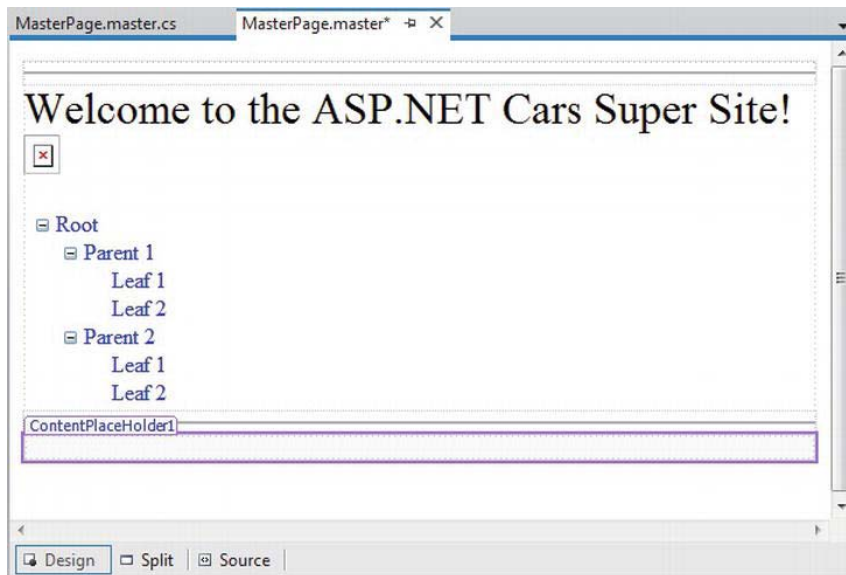 MasterPage.master.cs MasterPage.master*
Welcome to the ASP.NET Cars Super Site!
Root
Parent 1
Leaf 1
Leaf 2
Parent 2
Leaf 1
Leaf 2
ContentPlaceHolder1
Design Split Source